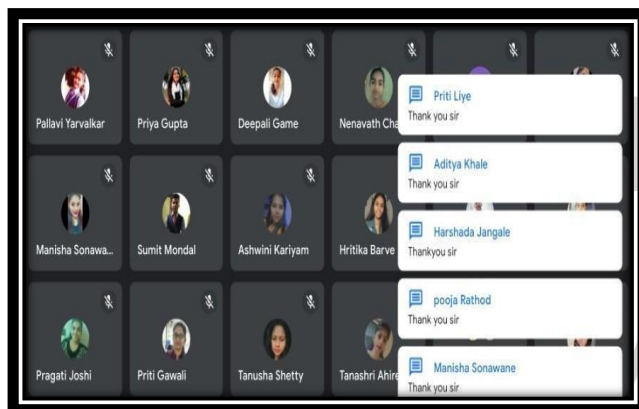 Pallavi Yarvalkar
Priya Gupta
Deepali Game
Nenavath Cha
Manisha Sonawa...
Sumit Mondal
Ashwini Kariyam
Hritika Barve
Pragati Joshi
Priti Gawali
Tanusha Shetty
Tanashri Ahire
Priti Liye
Thank you sir
Aditya Khale
Thank you sir
Harshada Jangale
Thankyou sir
pooja Rathod
Thank you sir
Manisha Sonawane
Thank you sir